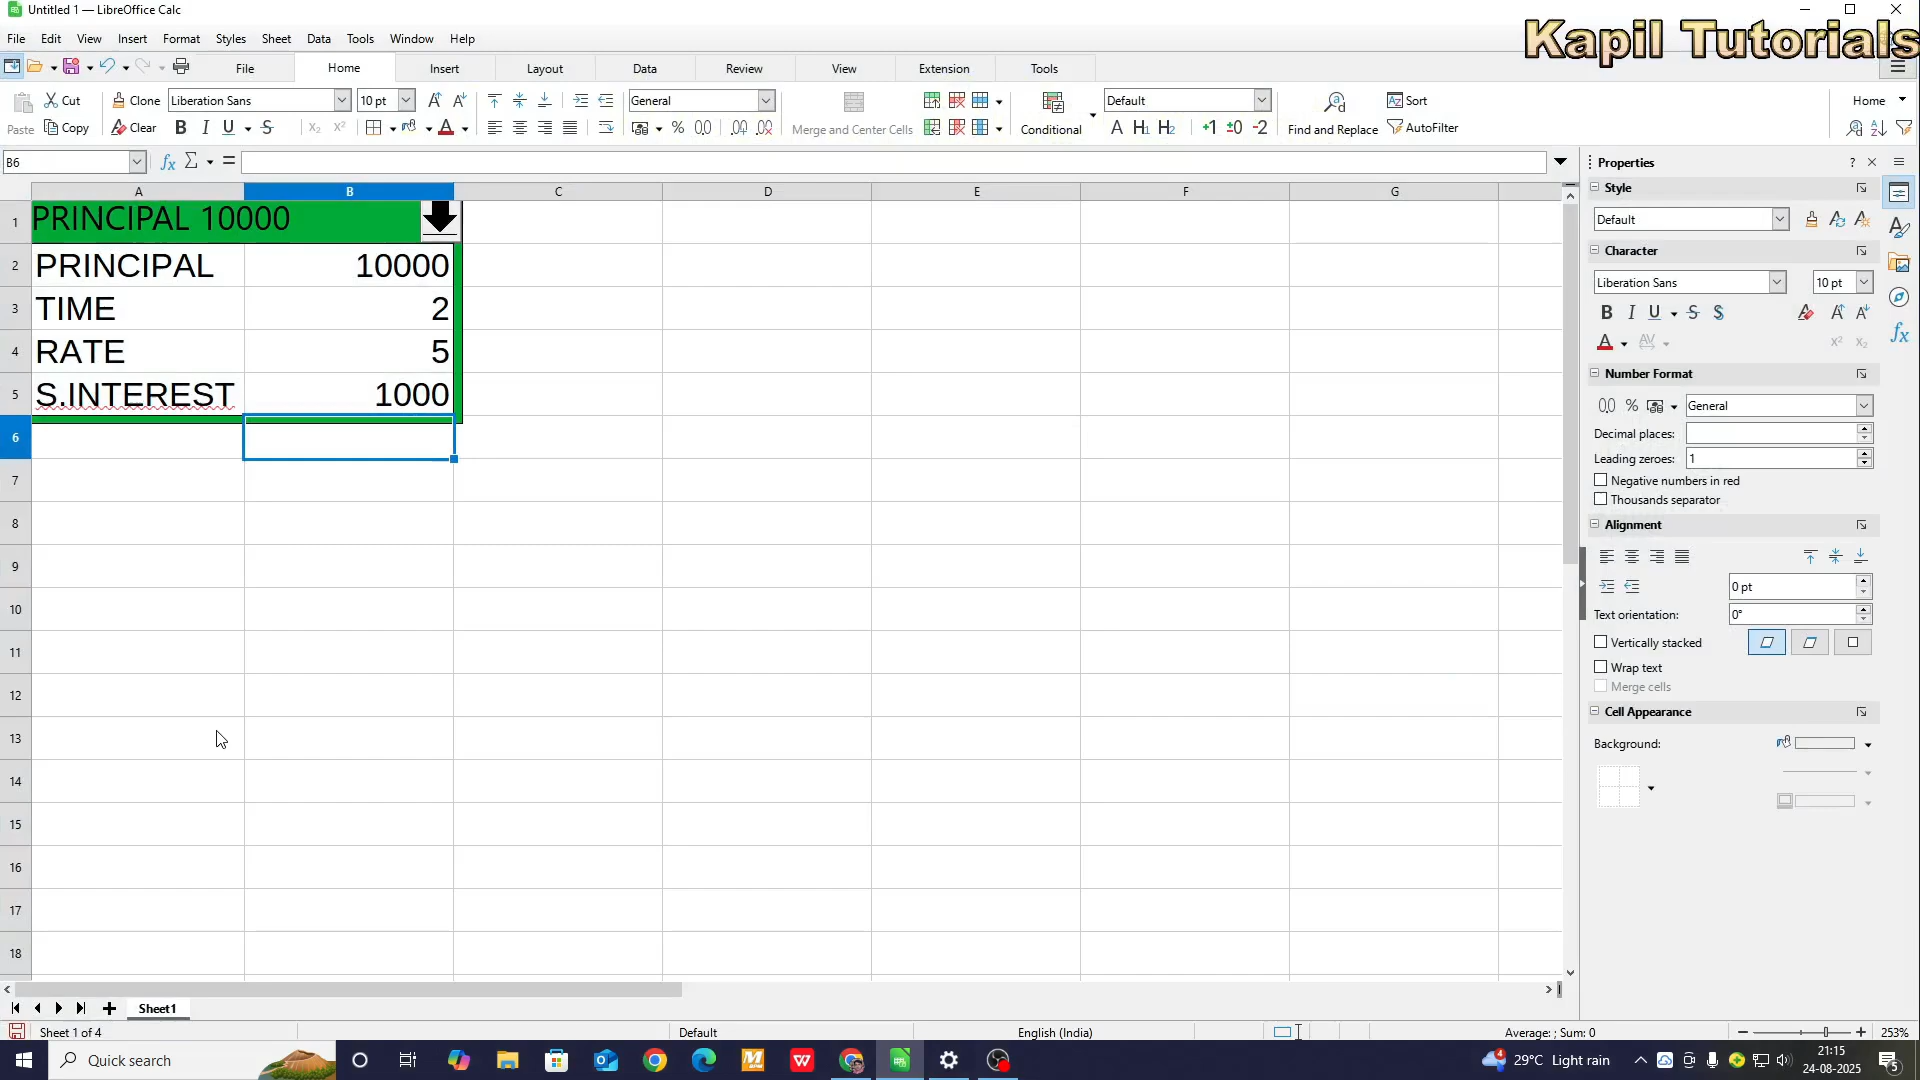 Untitled 1 — LibreOffice Calc
Kapil Tutorials
File Edit View Insert Format Styles Sheet Data Tools Window Help
File Home Insert Layout Data Review View Extension Tools
Cut Clone Liberation Sans 10 pt General Default Sort Home
Paste Copy Clear Merge and Center Cells Conditional Find and Replace AutoFilter
B6
A B C D E F G
1 PRINCIPAL 10000
2 PRINCIPAL 10000
3 TIME 2
4 RATE 5
5 S.INTEREST 1000
6
7
8
9
10
11
12
13
14
15
16
17
18
Properties
Style
Default
Character
Liberation Sans 10 pt
Number Format
General
Decimal places:
Leading zeroes: 1
Negative numbers in red
Thousands separator
Alignment
0 pt
Text orientation: 0°
Vertically stacked
Wrap text
Merge cells
Cell Appearance
Background:
Sheet1
Sheet 1 of 4 Default English (India) Average: ; Sum: 0 253%
Quick search 29°C Light rain 21:15
24-08-2025